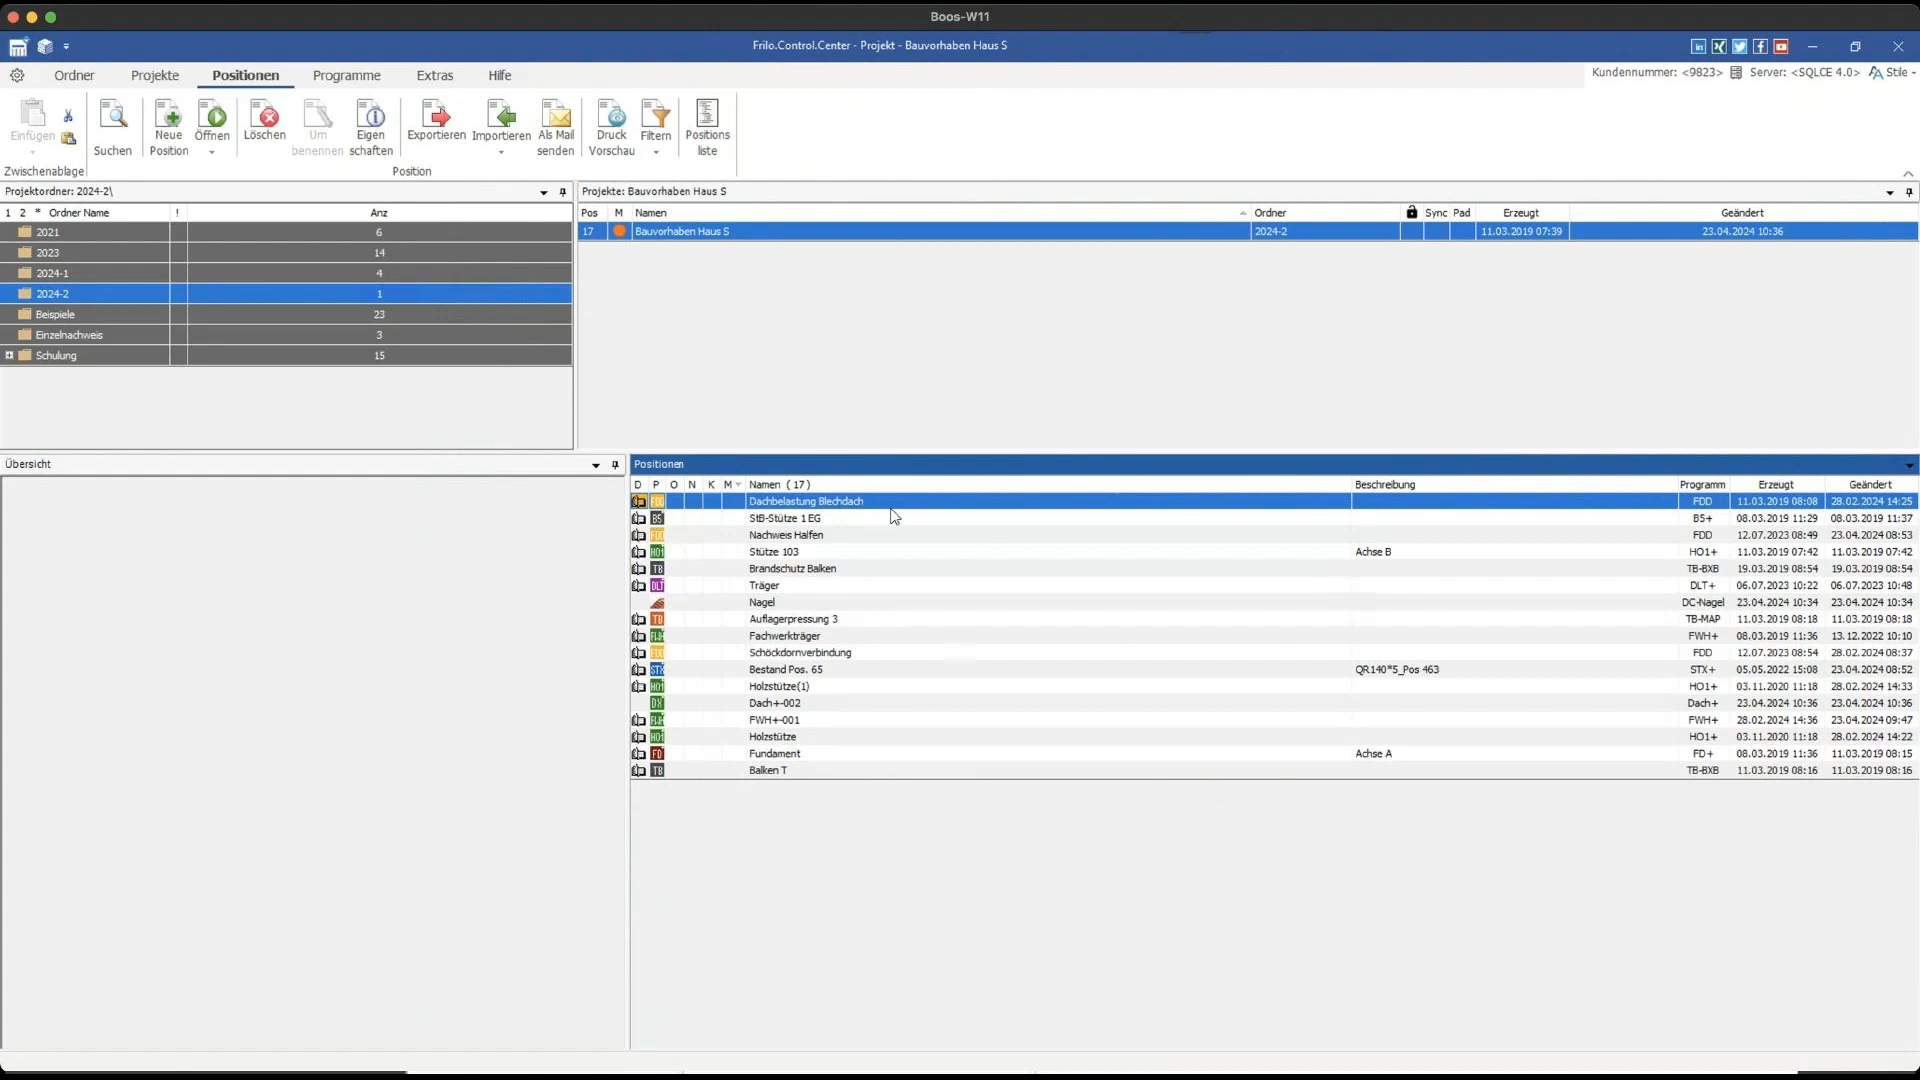 Boos-W11
Frilo.Control.Center - Projekt - Bauvorhaben Haus S
Ordner Projekte Positionen Programme Extras Hilfe
Kundennummer: <9823> Server: <SQLCE 4.0> Stile
Einfügen
Suchen
Neue Position
Öffnen
Löschen
Um benennen
Eigen schaften
Exportieren
Importieren
Als Mail senden
Druck Vorschau
Filtern
Positions liste
Zwischenablage Position
Projektordner: 2024-2\
1 2 * Ordner Name ! Anz
2021 6
2023 14
2024-1 4
2024-2 1
Beispiele 23
Einzelnachweis 3
Schulung 15
Projekte: Bauvorhaben Haus S
Pos M Namen Ordner Sync Pad Erzeugt Geändert
17 Bauvorhaben Haus S 2024-2 11.03.2019 07:39 23.04.2024 10:36
Übersicht
Positionen
D P O N K M Namen ( 17 ) Beschreibung Programm Erzeugt Geändert
FDD Dachbelastung Blechdach FDD 11.03.2019 08:08 28.02.2024 14:25
B5 StB-Stütze 1 EG B5+ 08.03.2019 11:29 08.03.2019 11:37
FDD Nachweis Halfen FDD 12.07.2023 08:49 23.04.2024 08:53
HO1 Stütze 103 Achse B HO1+ 11.03.2019 07:42 11.03.2019 07:42
TB Brandschutz Balken TB-BXB 19.03.2019 08:54 19.03.2019 08:54
DLT Träger DLT+ 06.07.2023 10:22 06.07.2023 10:48
Nagel DC-Nagel 23.04.2024 10:34 23.04.2024 10:34
TB Auflagerpressung 3 TB-MAP 11.03.2019 08:18 11.03.2019 08:18
FWH Fachwerkträger FWH+ 08.03.2019 11:36 13.12.2022 10:10
FDD Schöckdornverbindung FDD 12.07.2023 08:54 28.02.2024 08:37
STX Bestand Pos. 65 QR140*5_Pos 463 STX+ 05.05.2022 15:08 23.04.2024 08:52
HO1 Holzstütze(1) HO1+ 03.11.2020 11:18 28.02.2024 14:33
DX Dach+-002 Dach+ 23.04.2024 10:36 23.04.2024 10:36
FWH FWH+-001 FWH+ 28.02.2024 14:36 23.04.2024 09:47
HO1 Holzstütze HO1+ 03.11.2020 11:18 28.02.2024 14:22
FD Fundament Achse A FD+ 08.03.2019 11:36 11.03.2019 08:15
TB Balken T TB-BXB 11.03.2019 08:16 11.03.2019 08:16